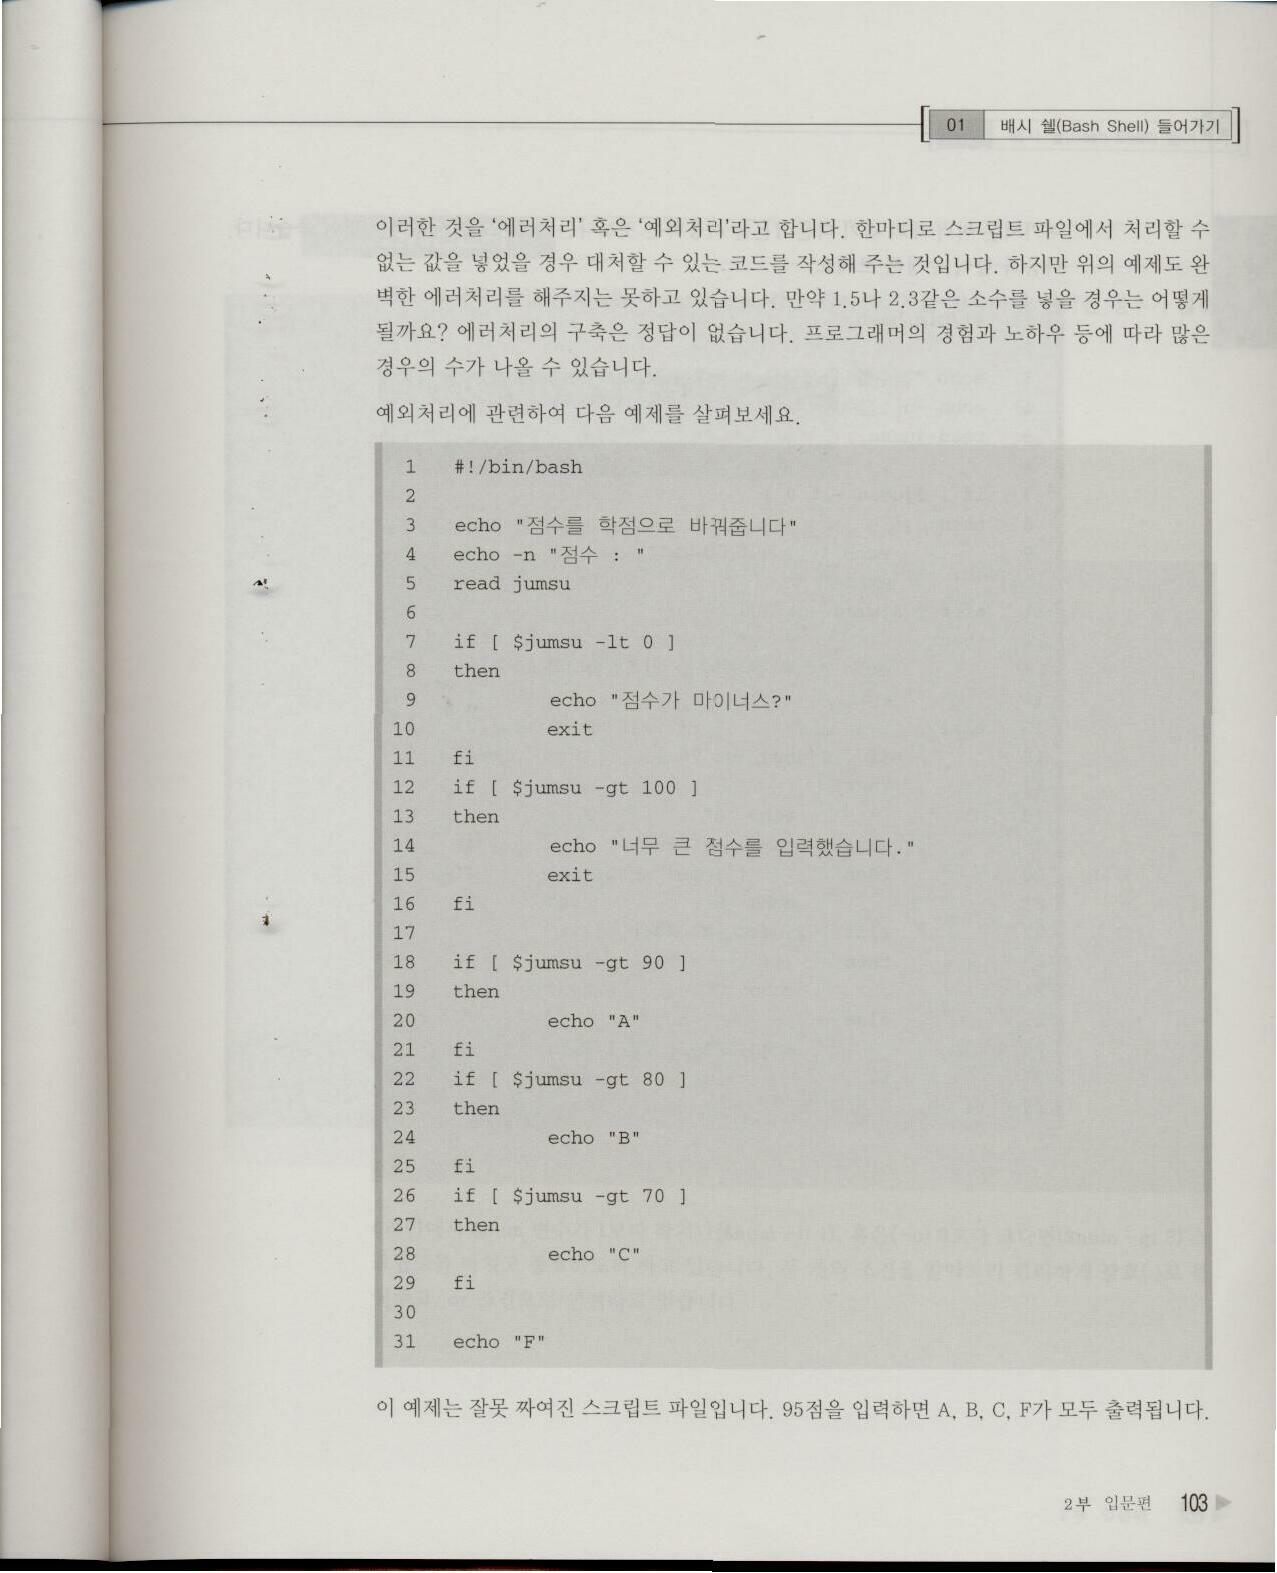 01 배시 쉘(Bash Shell) 들어가기
이러한 것을 '에러처리' 혹은 '예외처리'라고 합니다. 한마디로 스크립트 파일에서 처리할 수
없는 값을 넣었을 경우 대처할 수 있는 코드를 작성해 주는 것입니다. 하지만 위의 예제도 완
벽한 에러처리를 해주지는 못하고 있습니다. 만약 1.5나 2.3같은 소수를 넣을 경우는 어떻게
될까요? 에러처리의 구축은 정답이 없습니다. 프로그래머의 경험과 노하우 등에 따라 많은
경우의 수가 나올 수 있습니다.
예외처리에 관련하여 다음 예제를 살펴보세요.
1 #!/bin/bash
2
3 echo "점수를 학점으로 바꿔줍니다"
4 echo -n "점수 : "
5 read jumsu
6
7 if [ $jumsu -lt 0 ]
8 then
9 echo "점수가 마이너스?"
10 exit
11 fi
12 if [ $jumsu -gt 100 ]
13 then
14 echo "너무 큰 점수를 입력했습니다."
15 exit
16 fi
17
18 if [ $jumsu -gt 90 ]
19 then
20 echo "A"
21 fi
22 if [ $jumsu -gt 80 ]
23 then
24 echo "B"
25 fi
26 if [ $jumsu -gt 70 ]
27 then
28 echo "C"
29 fi
30
31 echo "F"
이 예제는 잘못 짜여진 스크립트 파일입니다. 95점을 입력하면 A, B, C, F가 모두 출력됩니다.
2부 입문편 103